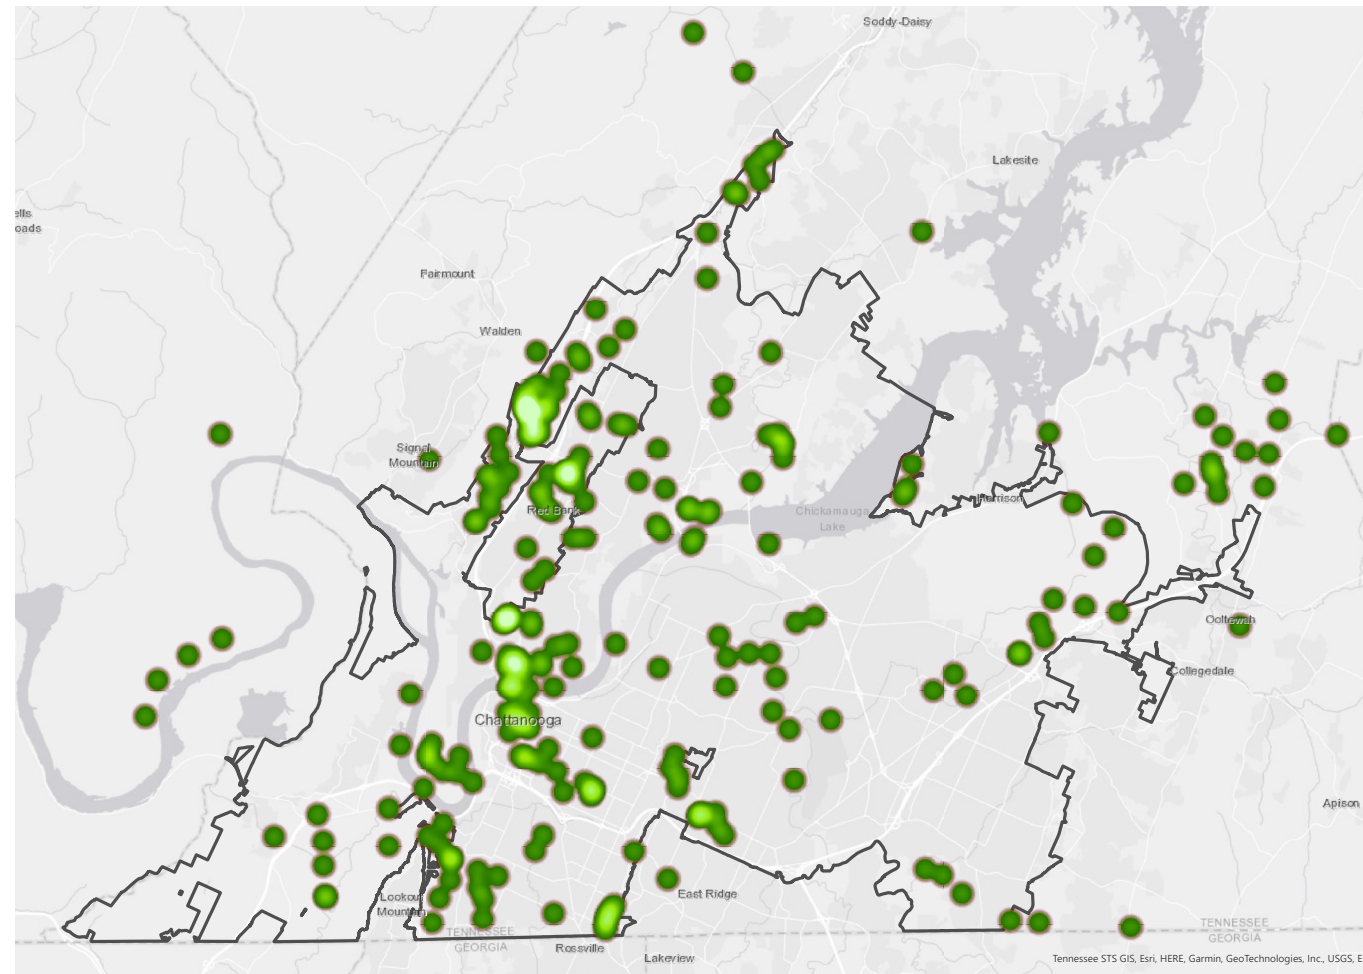 Soddy-Daisy
Lakesite
ells
oads
Fairmount
Walden
Signal
Mountain
Harrison
Red Bank
Chickamauga
Lake
Ooltewah
Collegedale
Chattanooga
Apison
East Ridge
Lookout
Mountain
TENNESSEE
GEORGIA
TENNESSEE
GEORGIA
Rossville
Lakeview
Tennessee STS GIS, Esri, HERE, Garmin, GeoTechnologies, Inc., USGS, E